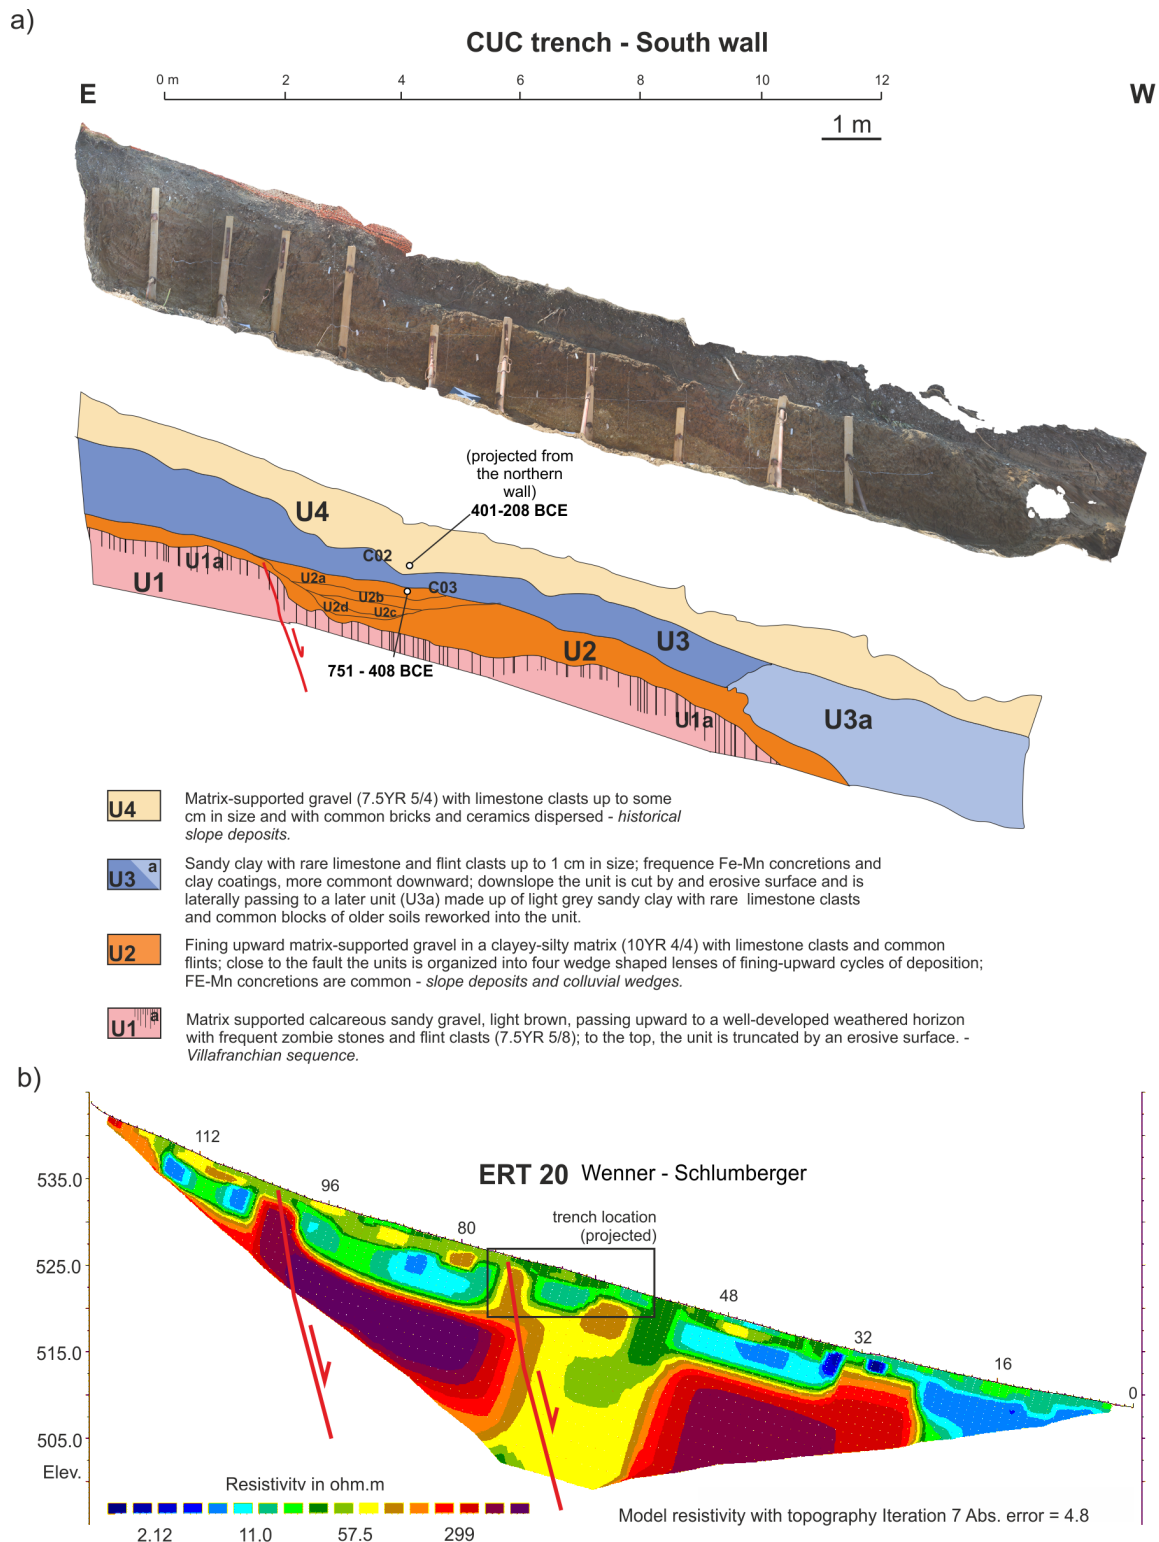 a)
CUC trench - South wall
0 m 2 4 6 8 10 12
E W
1 m
(projected from
the northern
wall)
401-208 BCE
U4
C02
U1a
U2a
C03
U1
U2b
U2d
U2c
U3
U2
751 - 408 BCE
U1a
U3a
U4
Matrix-supported gravel (7.5YR 5/4) with limestone clasts up to some
cm in size and with common bricks and ceramics dispersed - historical
slope deposits.
a
U3
Sandy clay with rare limestone and flint clasts up to 1 cm in size; frequence Fe-Mn concretions and
clay coatings, more commont downward; downslope the unit is cut by and erosive surface and is
laterally passing to a later unit (U3a) made up of light grey sandy clay with rare limestone clasts
and common blocks of older soils reworked into the unit.
U2
Fining upward matrix-supported gravel in a clayey-silty matrix (10YR 4/4) with limestone clasts and common
flints; close to the fault the units is organized into four wedge shaped lenses of fining-upward cycles of deposition;
FE-Mn concretions are common - slope deposits and colluvial wedges.
a
U1
Matrix supported calcareous sandy gravel, light brown, passing upward to a well-developed weathered horizon
with frequent zombie stones and flint clasts (7.5YR 5/8); to the top, the unit is truncated by an erosive surface. -
Villafranchian sequence.
b)
112
ERT 20 Wenner - Schlumberger
535.0
96
trench location
(projected)
80
525.0
48
32
515.0
16
0
505.0
Elev.
Resistivity in ohm.m
2.12 11.0 57.5 299
Model resistivity with topography Iteration 7 Abs. error = 4.8